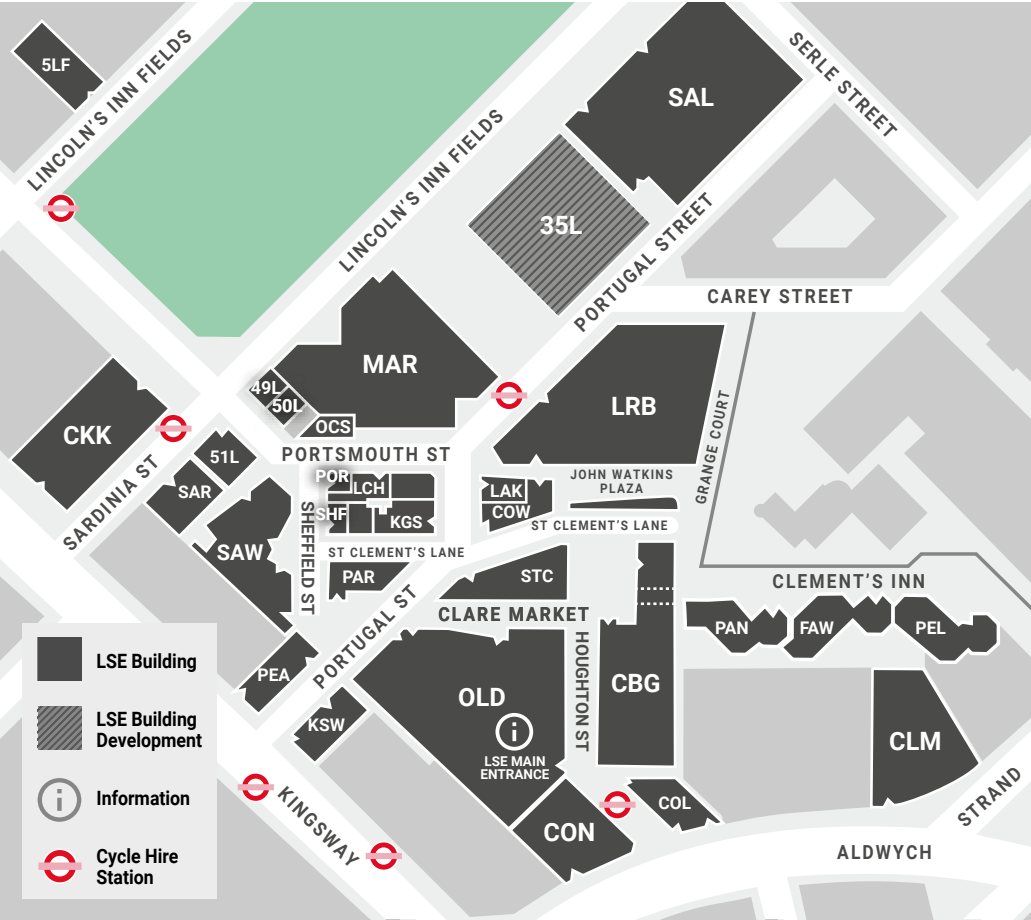 LINCOLN'S INN FIELDS
5LF
SERLE STREET
SAL
LINCOLN'S INN FIELDS
35L
PORTUGAL STREET
CAREY STREET
MAR
49L
50L
OCS
LRB
GRANGE COURT
CKK
SARDINIA ST
51L
SAR
PORTSMOUTH ST
POR
LCH
SHF
KGS
JOHN WATKINS
PLAZA
LAK
COW
ST CLEMENT'S LANE
SHEFFIELD ST
SAW
ST CLEMENT'S LANE
PAR
STC
CLEMENT'S INN
PORTUGAL ST
CLARE MARKET
HOUGHTON ST
PAN
FAW
PEL
PEA
KSW
OLD
LSE MAIN
ENTRANCE
CBG
CLM
CON
COL
KINGSWAY
ALDWYCH
STRAND
LSE Building
LSE Building
Development
Information
Cycle Hire
Station